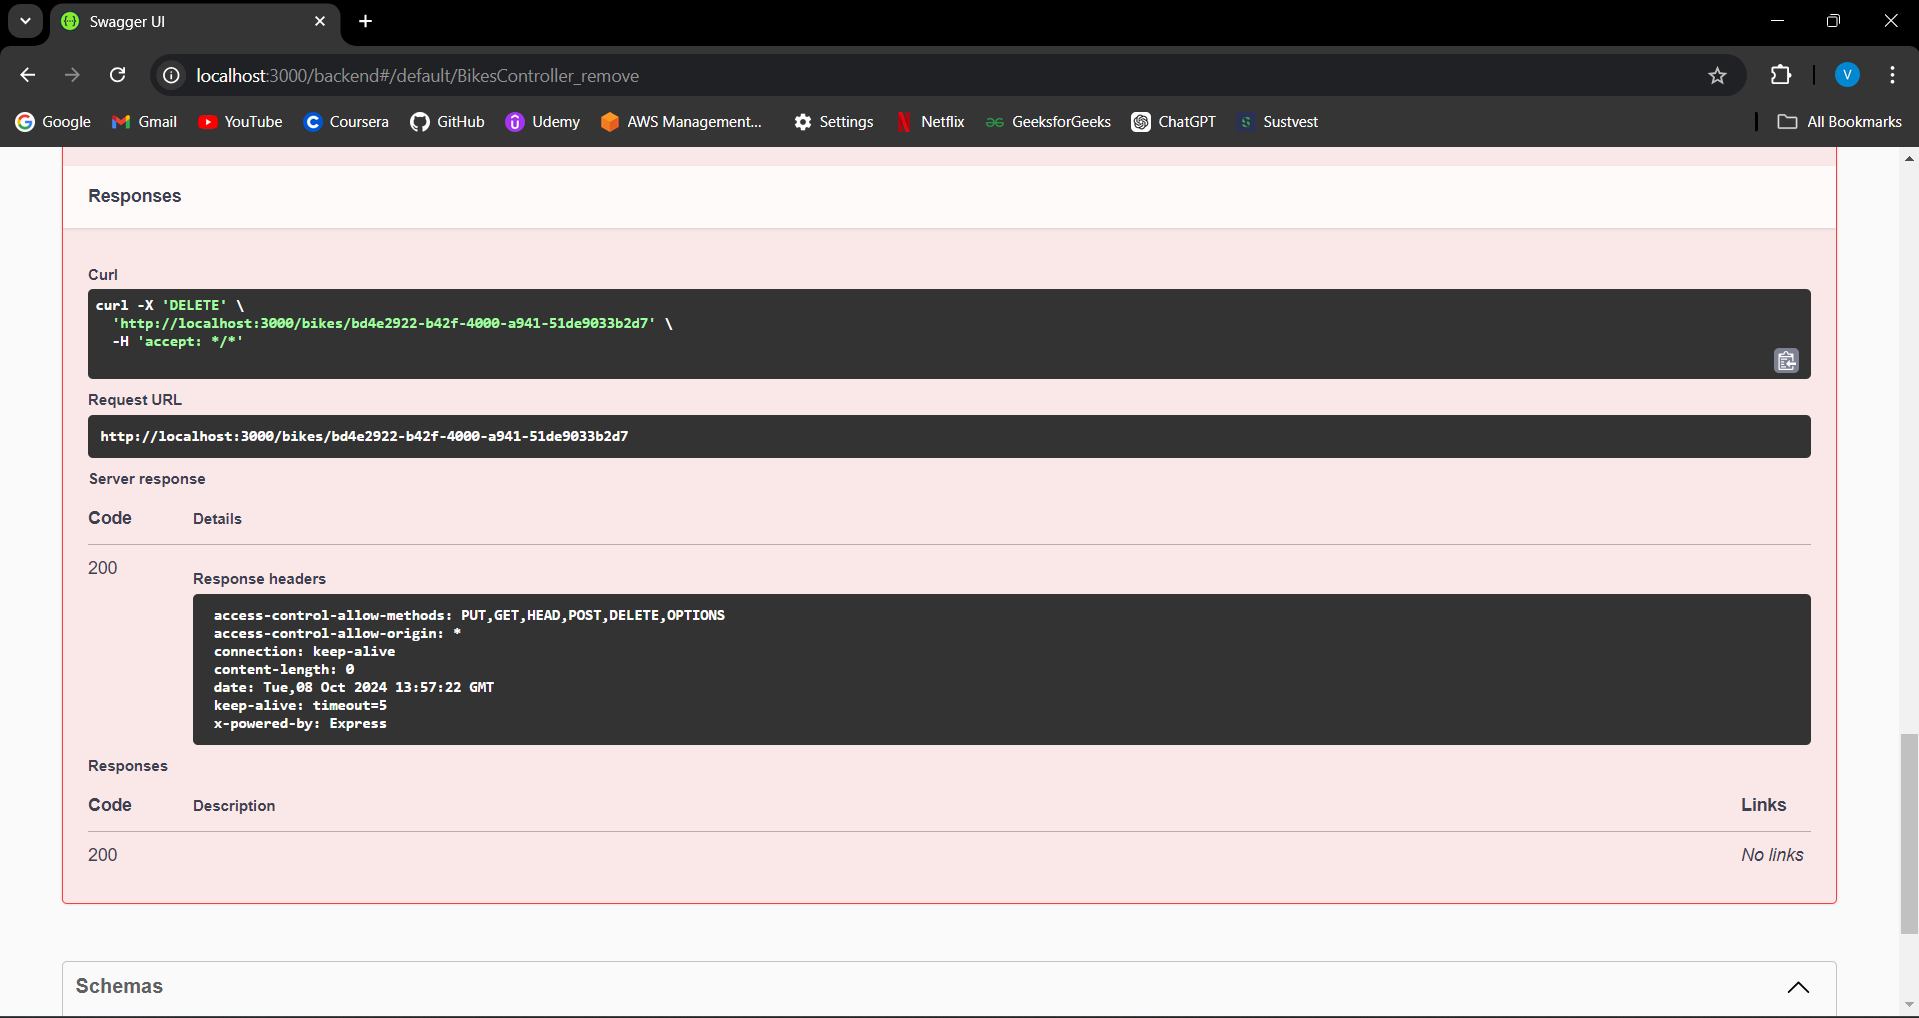 Swagger UI
localhost:3000/backend#/default/BikesController_remove
V
Google
Gmail
YouTube
Coursera
GitHub
Udemy
AWS Management...
Settings
Netflix
GeeksforGeeks
ChatGPT
Sustvest
All Bookmarks
Responses
Curl
curl -X 'DELETE' \
'http://localhost:3000/bikes/bd4e2922-b42f-4000-a941-51de9033b2d7' \
-H 'accept: */*'
Request URL
http://localhost:3000/bikes/bd4e2922-b42f-4000-a941-51de9033b2d7
Server response
Code Details
200
Response headers
access-control-allow-methods: PUT,GET,HEAD,POST,DELETE,OPTIONS
access-control-allow-origin: *
connection: keep-alive
content-length: 0
date: Tue,08 Oct 2024 13:57:22 GMT
keep-alive: timeout=5
x-powered-by: Express
Responses
Code Description Links
200 No links
Schemas